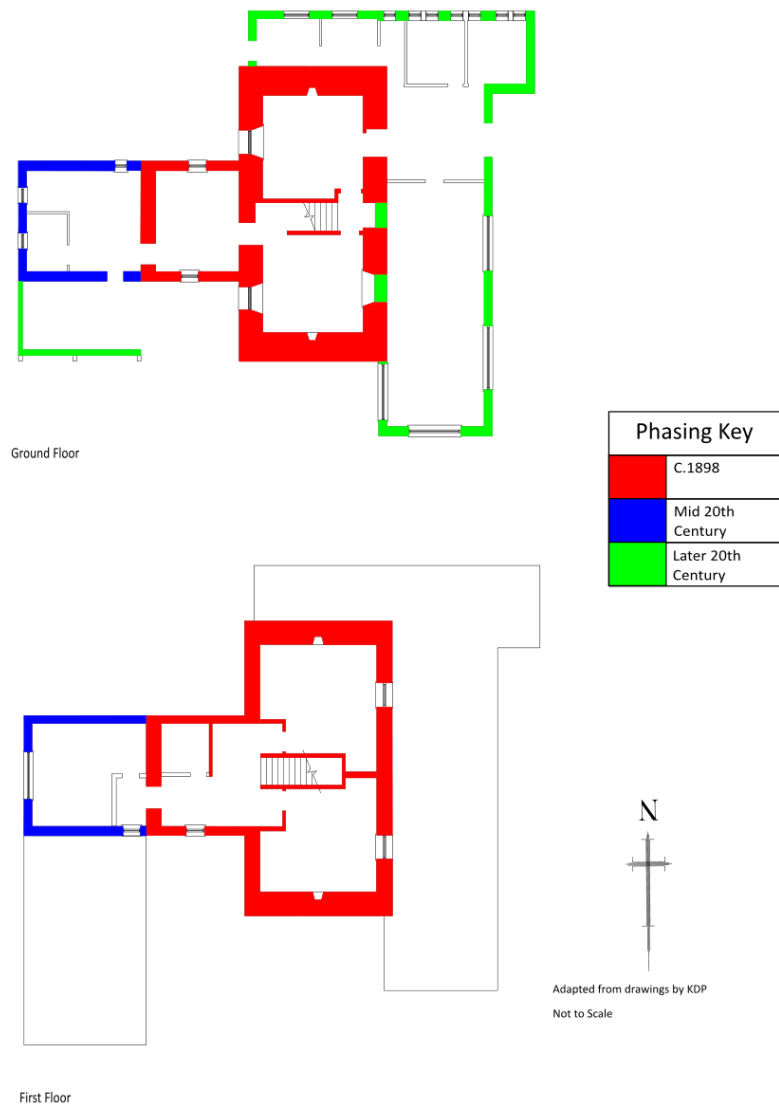 Ground Floor
Phasing Key
C.1898
Mid 20th
Century
Later 20th
Century
N
Adapted from drawings by KDP
Not to Scale
First Floor